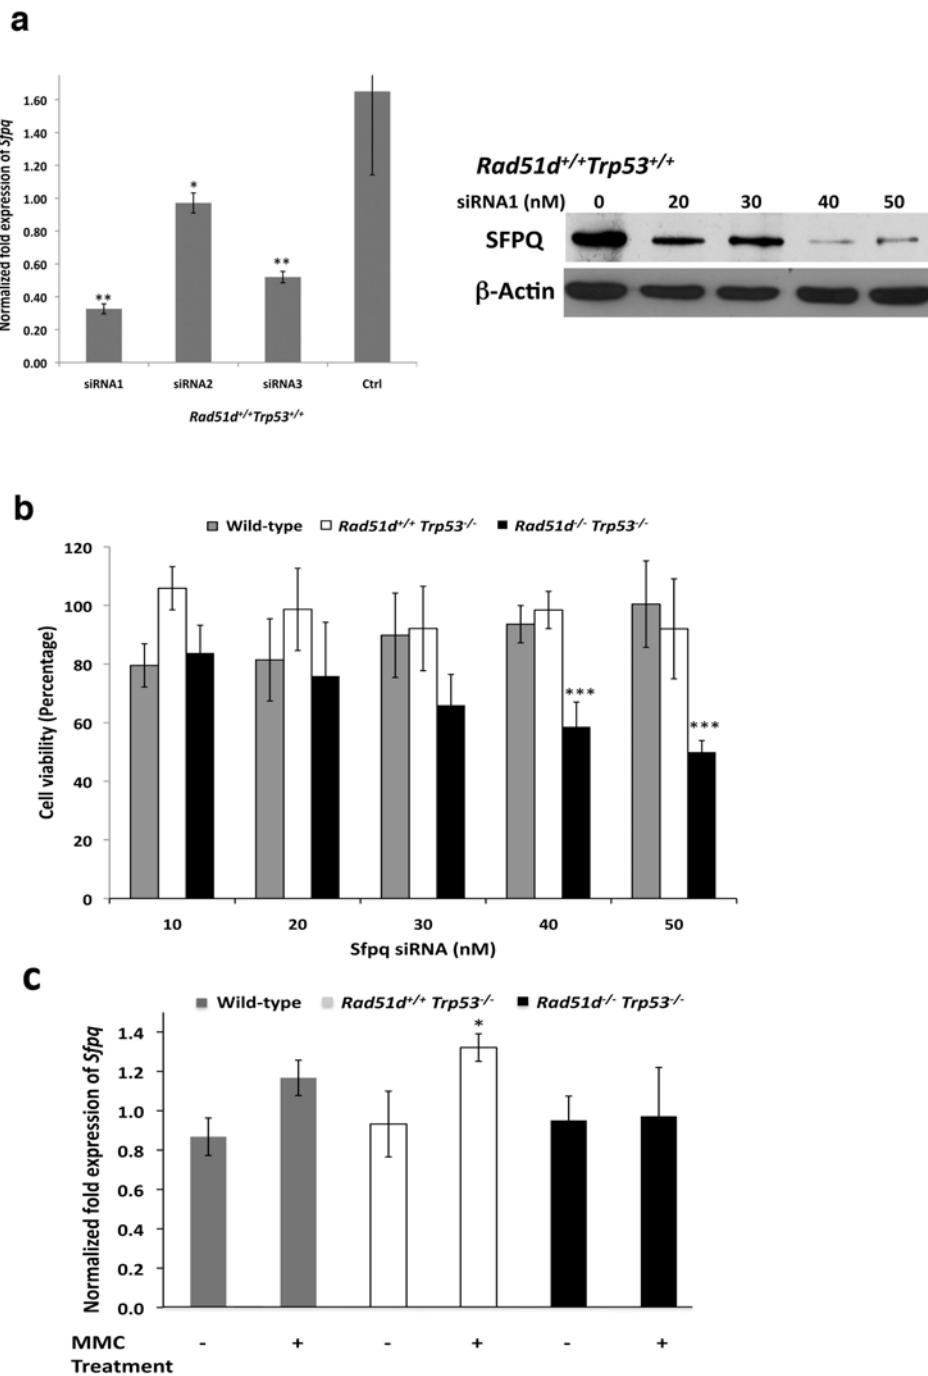 a
Normalized fold expression of Sfpq
1.60
1.40
1.20
1.00
0.80
0.60
0.40
0.20
0.00
**
*
**
siRNA1 siRNA2 siRNA3 Ctrl
Rad51d+/+Trp53+/+
Rad51d+/+Trp53+/+
siRNA1 (nM) 0 20 30 40 50
SFPQ
β-Actin
b
Wild-type Rad51d+/+ Trp53-/- Rad51d-/- Trp53-/-
Cell viability (Percentage)
120
100
80
60
40
20
0
***
***
10 20 30 40 50
Sfpq siRNA (nM)
c
Wild-type Rad51d+/+ Trp53-/- Rad51d-/- Trp53-/-
Normalized fold expression of Sfpq
1.4
1.2
1.0
0.8
0.6
0.4
0.2
0.0
*
MMC - + - + - +
Treatment